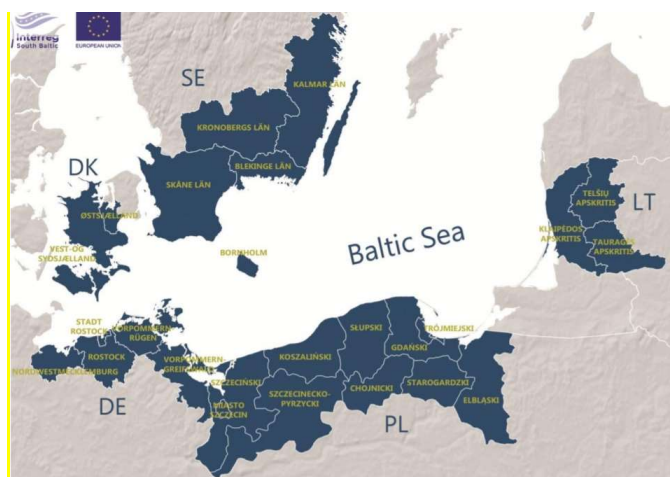 Interreg
South Baltic
EUROPEAN UNION
SE
KALMAR LÄN
KRONOBERGS LÄN
BLEKINGE LÄN
SKÅNE LÄN
DK
ØSTSJÆLLAND
VEST-OG
SYDSJÆLLAND
BORNHOLM
Baltic Sea
TELŠIŲ
APSKRITIS
LT
KLAIPĖDOS
APSKRITIS
TAURAGĖS
APSKRITIS
STADT
ROSTOCK
VORPOMMERN-
RÜGEN
ROSTOCK
NORDWESTMECKLEMBURG
VORPOMMERN-
GREIFSWALD
DE
SZCZECIŃSKI
MIASTO
SZCZECIN
KOSZALIŃSKI
SZCZECINECKO-
PYRZYCKI
SŁUPSKI
TRÓJMIEJSKI
GDAŃSKI
CHOJNICKI
STAROGARDZKI
ELBLĄSKI
PL